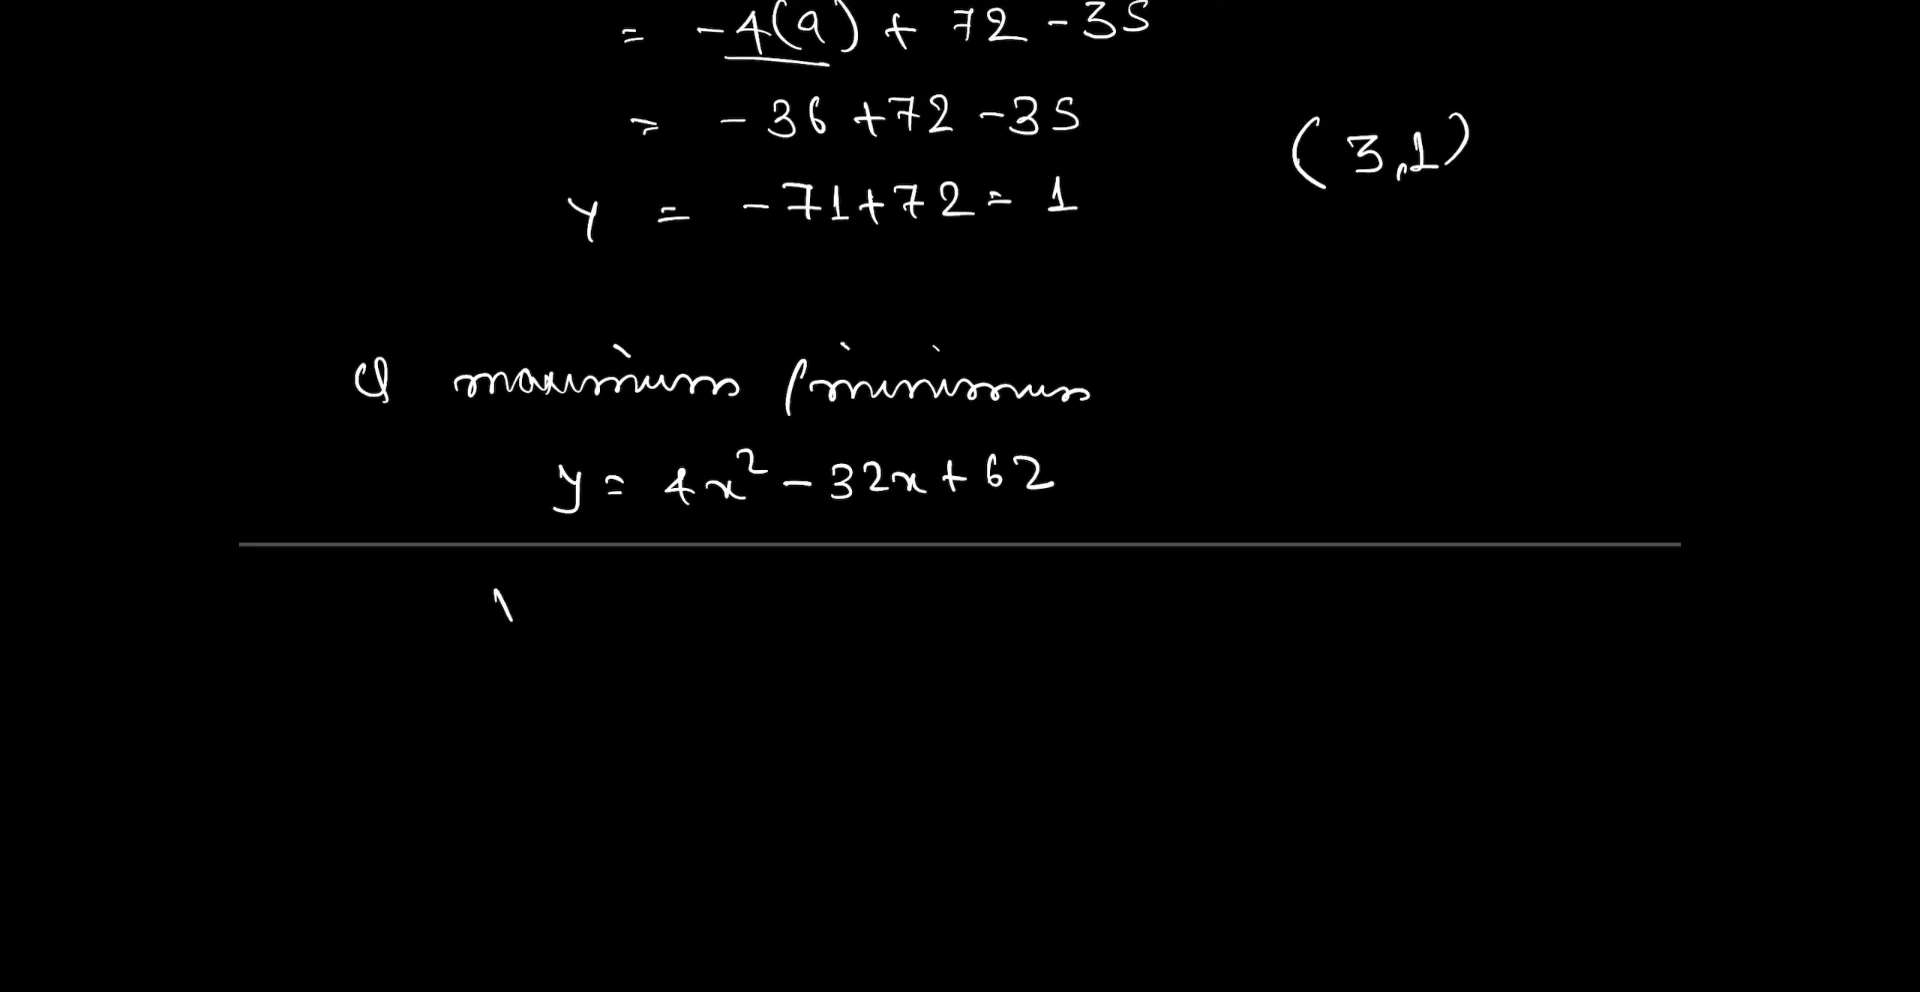 = -4(9) + 72 - 35
= - 36 + 72 - 35
(3,1)
y = - 71 + 72 = 1
Q maximum / minimum
y = 4x² - 32x + 62